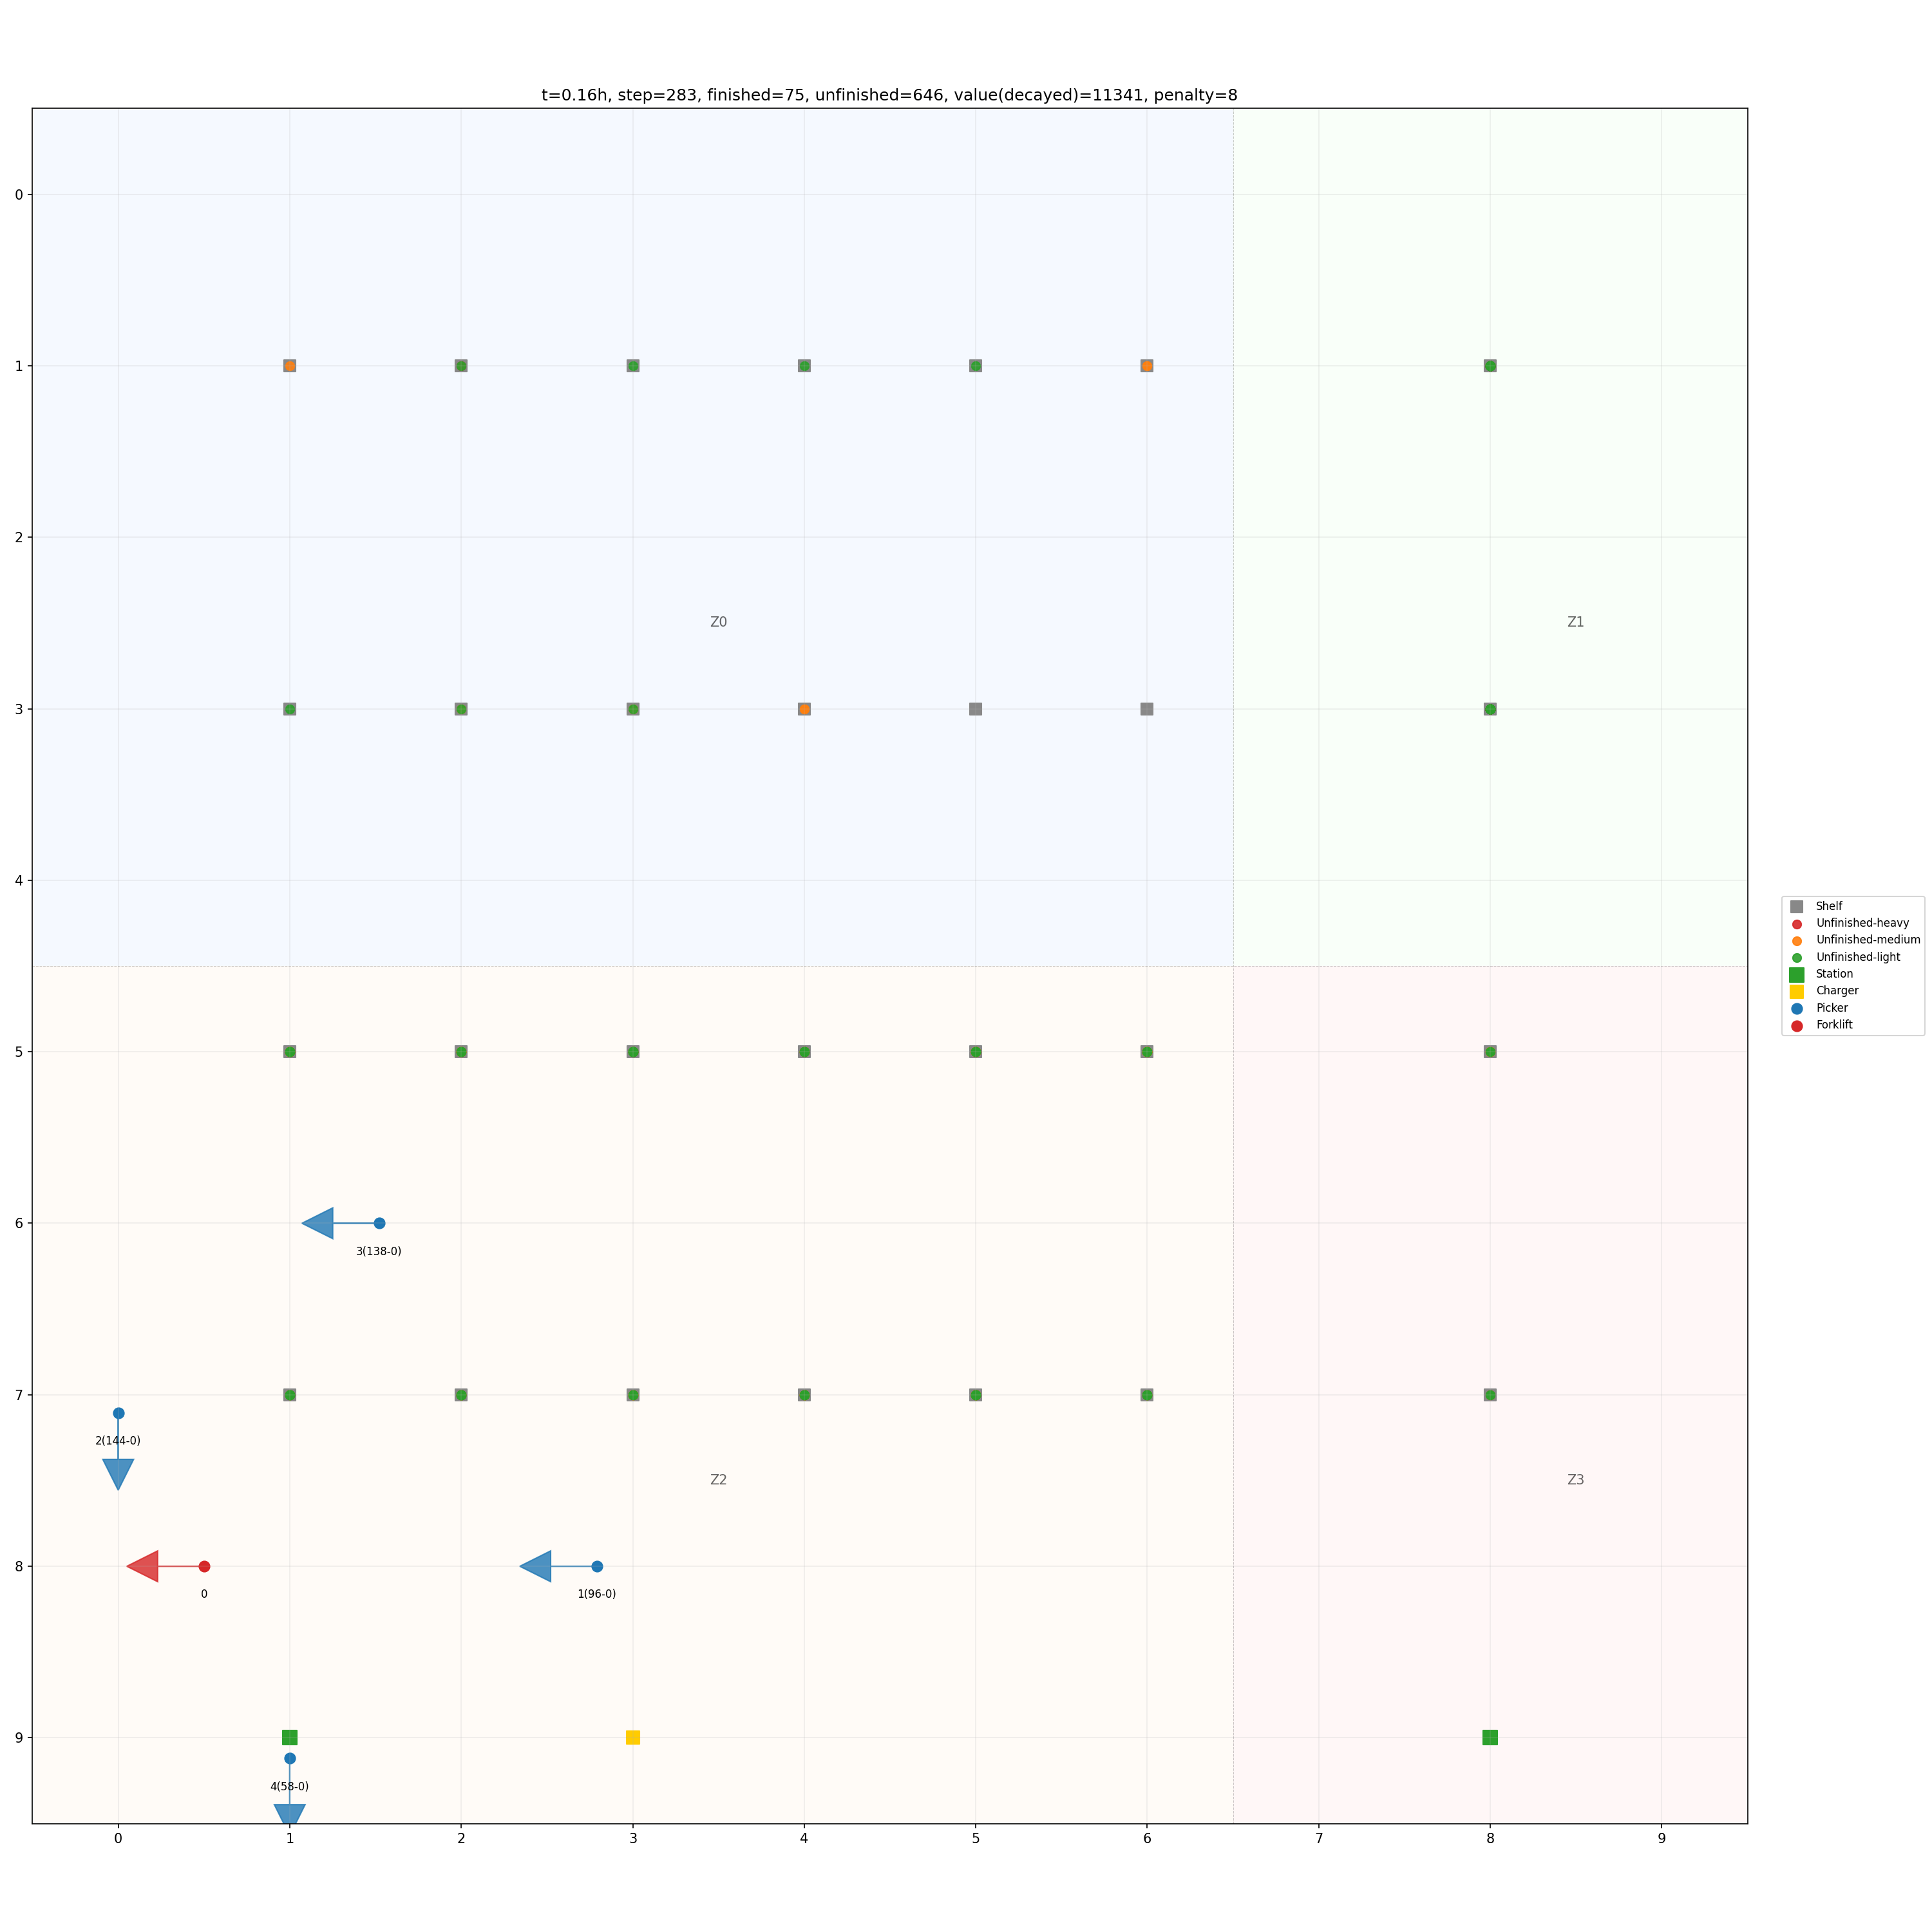 t=0.16h, step=283, finished=75, unfinished=646, value(decayed)=11341, penalty=8
0
1
2
Z0
Z1
3
4
Shelf
Unfinished-heavy
Unfinished-medium
Unfinished-light
Station
Charger
Picker
Forklift
5
6
3(138-0)
7
2(144-0)
Z2
Z3
8
0
1(96-0)
9
4(58-0)
0 1 2 3 4 5 6 7 8 9